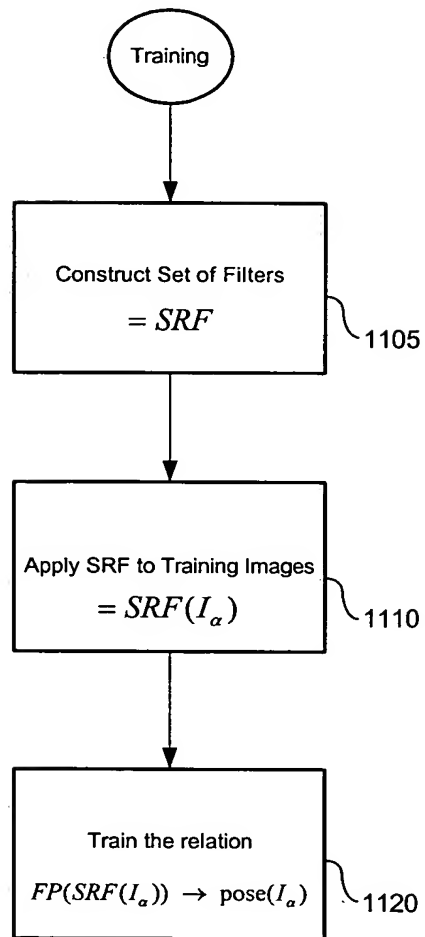 Training
Construct Set of Filters
= SRF
1105
Apply SRF to Training Images
= SRF(I_α)
1110
Train the relation
FP(SRF(I_α)) → pose(I_α)
1120